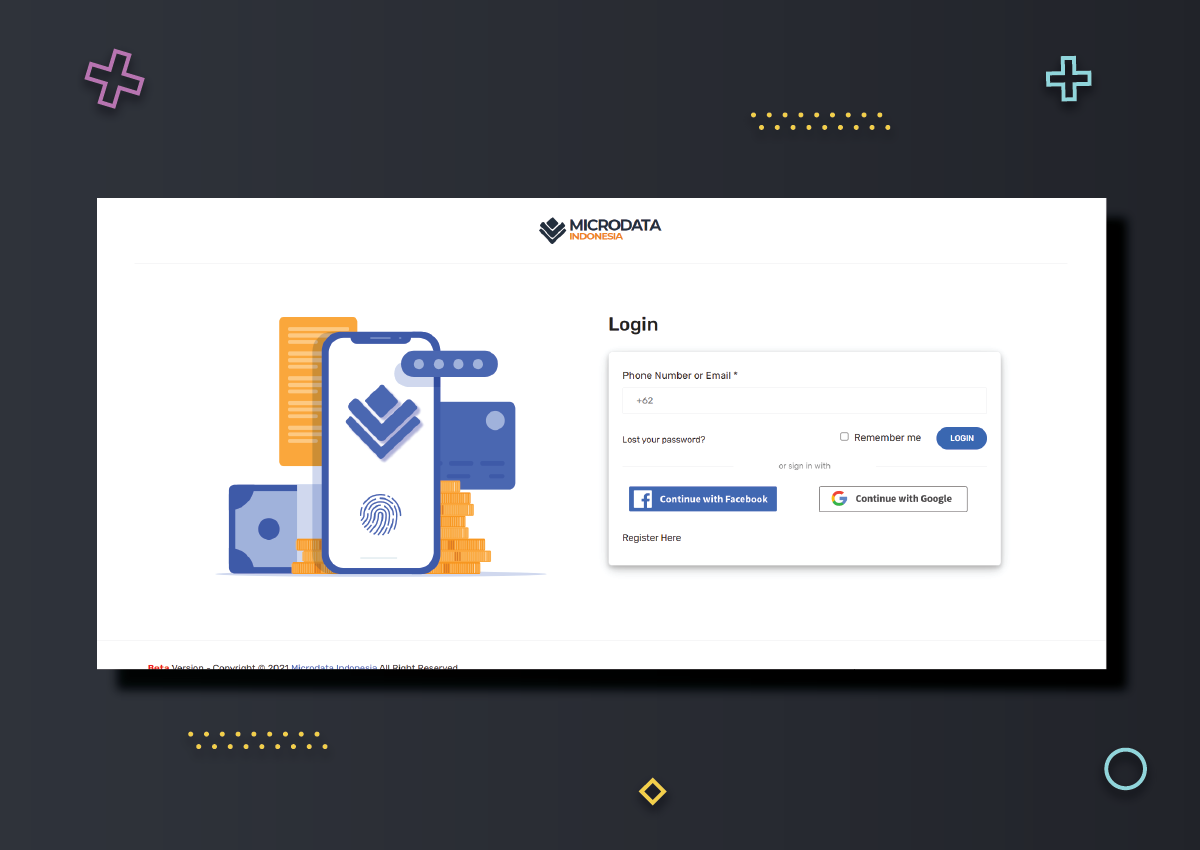 MICRODATA
INDONESIA
Login
Phone Number or Email *
+62
Lost your password?
Remember me
LOGIN
or sign in with
Continue with Facebook
Continue with Google
Register Here
Beta Version - Copyright © 2021 Microdata Indonesia All Right Reserved